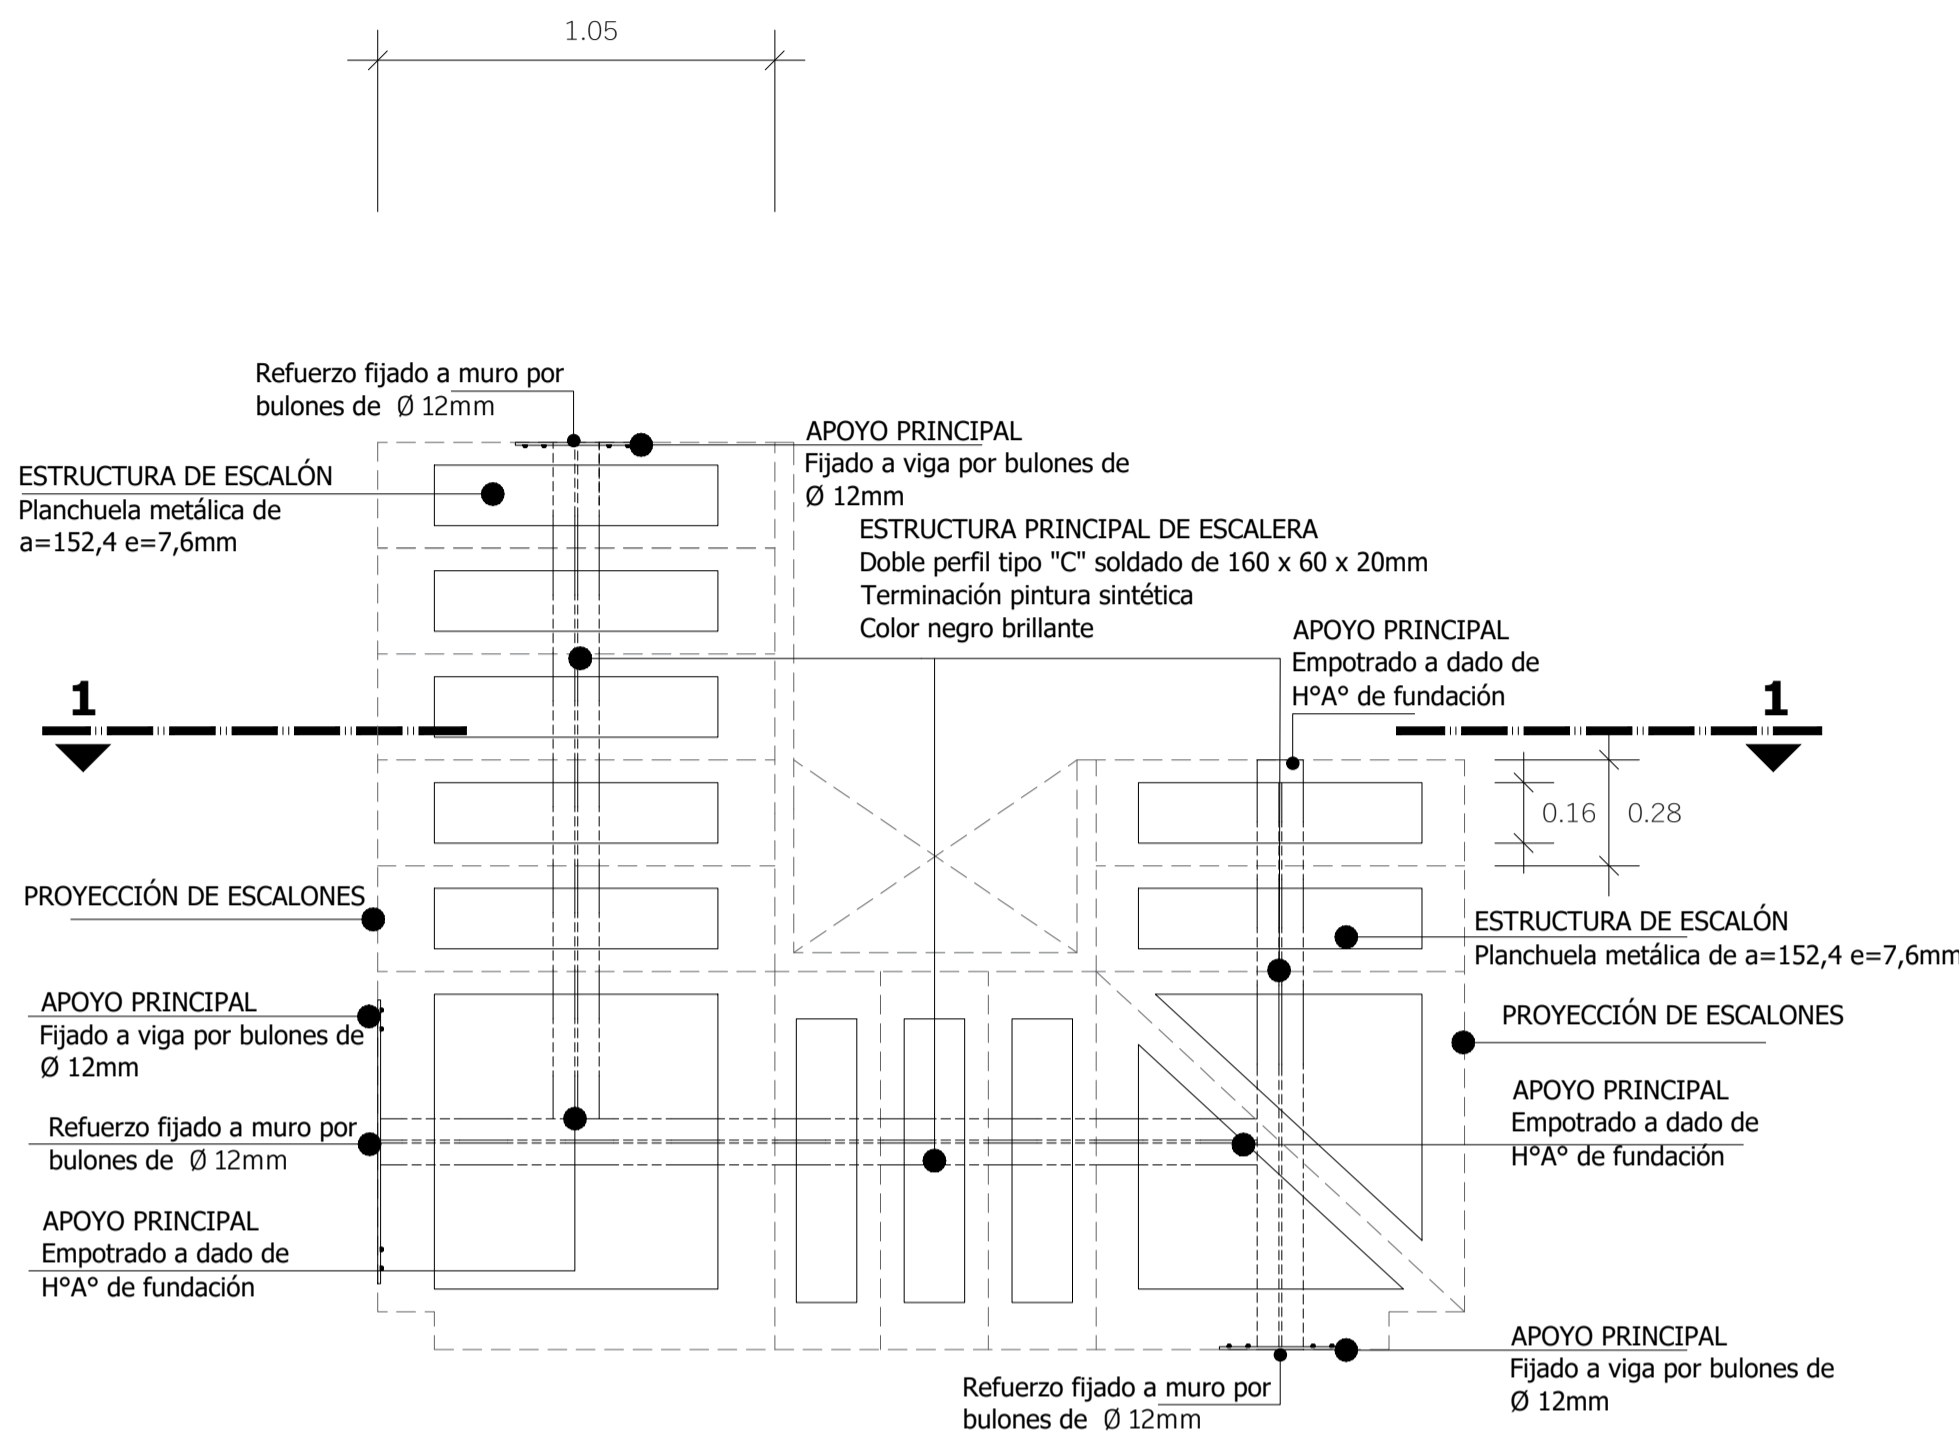 1.05
Refuerzo fijado a muro por
bulones de Ø 12mm
APOYO PRINCIPAL
Fijado a viga por bulones de
Ø 12mm
ESTRUCTURA DE ESCALÓN
Planchuela metálica de
a=152,4 e=7,6mm
ESTRUCTURA PRINCIPAL DE ESCALERA
Doble perfil tipo "C" soldado de 160 x 60 x 20mm
Terminación pintura sintética
Color negro brillante
APOYO PRINCIPAL
Empotrado a dado de
H°A° de fundación
1
1
0.16
0.28
PROYECCIÓN DE ESCALONES
ESTRUCTURA DE ESCALÓN
Planchuela metálica de a=152,4 e=7,6mm
APOYO PRINCIPAL
Fijado a viga por bulones de
Ø 12mm
PROYECCIÓN DE ESCALONES
Refuerzo fijado a muro por
bulones de Ø 12mm
APOYO PRINCIPAL
Empotrado a dado de
H°A° de fundación
APOYO PRINCIPAL
Empotrado a dado de
H°A° de fundación
APOYO PRINCIPAL
Fijado a viga por bulones de
Ø 12mm
Refuerzo fijado a muro por
bulones de Ø 12mm